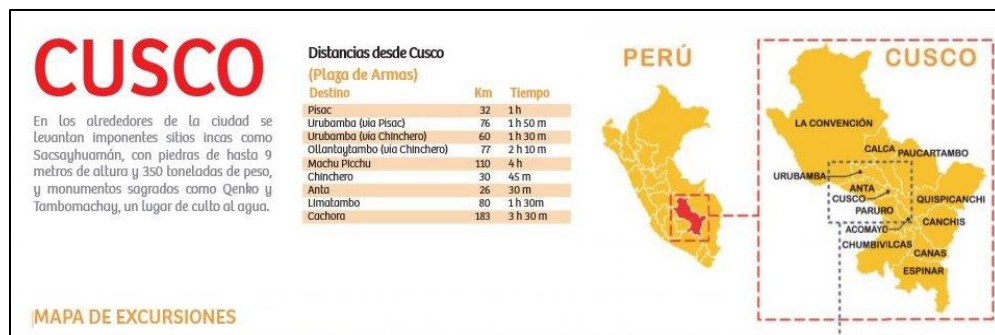 CUSCO
En los alrededores de la ciudad se
levantan imponentes sitios incas como
Sacsayhuamán, con piedras de hasta 9
metros de altura y 350 toneladas de peso,
y monumentos sagrados como Qenko y
Tambomachay, un lugar de culto al agua.
Distancias desde Cusco
(Plaza de Armas)
Destino Km Tiempo
Pisac 32 1 h
Urubamba (via Pisac) 76 1 h 50 m
Urubamba (via Chinchero) 60 1 h 30 m
Ollantaytambo (via Chinchero) 77 2 h 10 m
Machu Picchu 110 4 h
Chinchero 30 45 m
Anta 26 30 m
Limatambo 80 1 h 30m
Cachora 183 3 h 30 m
PERÚ
CUSCO
LA CONVENCIÓN
CALCA
PAUCARTAMBO
URUBAMBA
ANTA
CUSCO
QUISPICANCHI
PARURO
CANCHIS
ACOMAYO
CHUMBIVILCAS
CANAS
ESPINAR
MAPA DE EXCURSIONES